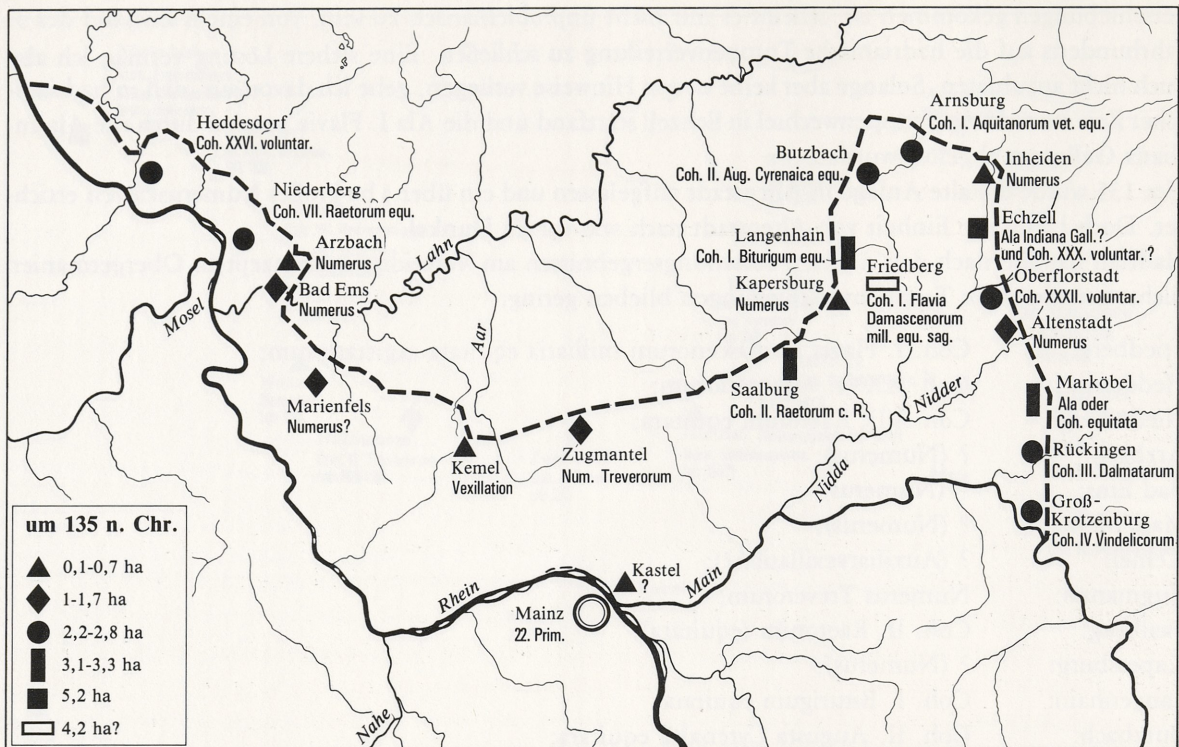 Heddesdorf
Coh. XXVI. voluntar.
Niederberg
Coh. VII. Raetorum equ.
Arzbach
Numerus
Bad Ems
Numerus
Marienfels
Numerus?
Kemel
Vexillation
Zugmantel
Num. Treverorum
Saalburg
Coh. II. Raetorum c. R.
Kapersburg
Numerus
Langenhain
Coh. I. Biturigum equ.
Friedberg
Coh. I. Flavia
Damascenorum
mill. equ. sag.
Butzbach
Coh. II. Aug. Cyrenaica equ.
Arnsburg
Coh. I. Aquitanorum vet. equ.
Inheiden
Numerus
Echzell
Ala Indiana Gall.?
und Coh. XXX. voluntar.?
Oberflorstadt
Coh. XXXII. voluntar.
Altenstadt
Numerus
Marköbel
Ala oder
Coh. equitata
Rückingen
Coh. III. Dalmatarum
Groß-
Krotzenburg
Coh. IV. Vindelicorum
Kastel
?
Mainz
22. Prim.
Mosel
Lahn
Aar
Rhein
Main
Nidda
Nidder
Nahe
um 135 n. Chr.
0,1-0,7 ha
1-1,7 ha
2,2-2,8 ha
3,1-3,3 ha
5,2 ha
4,2 ha?